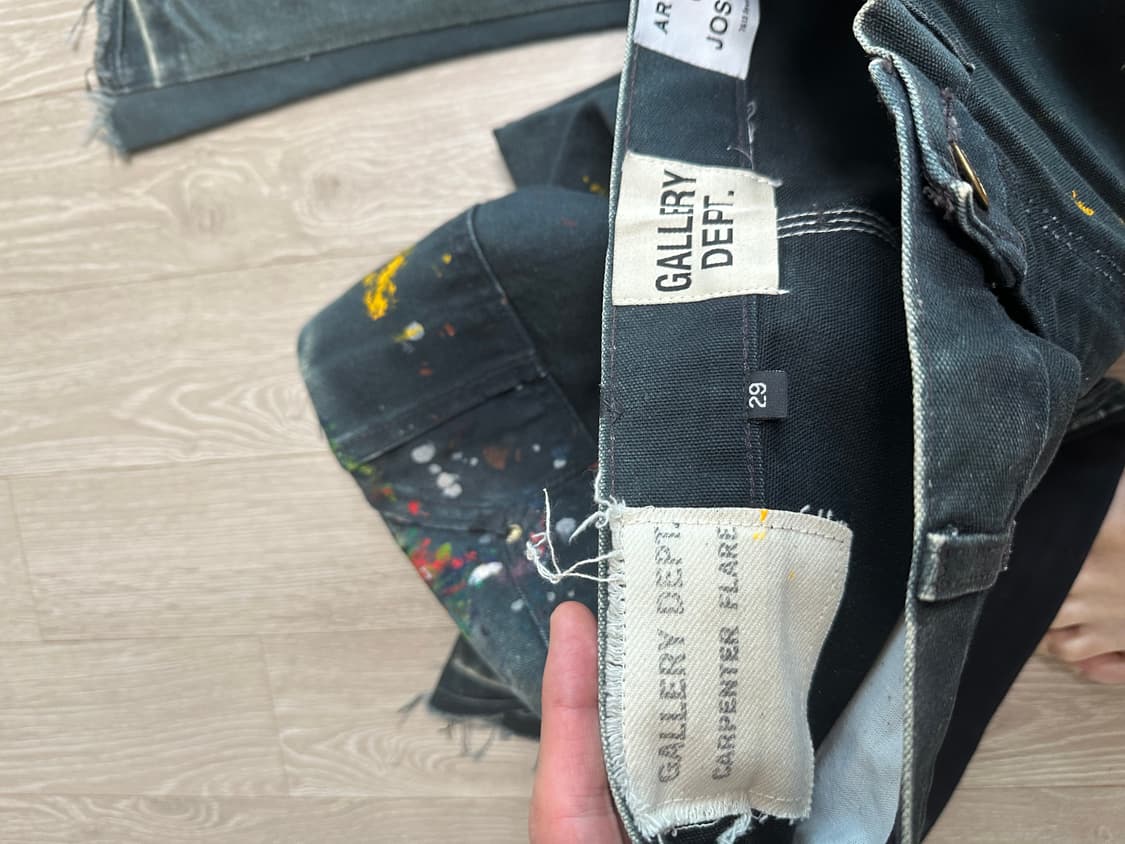 AR
JOS
GALLERY
DEPT.
29
GALLERY DEPT.
CARPENTER FLARE